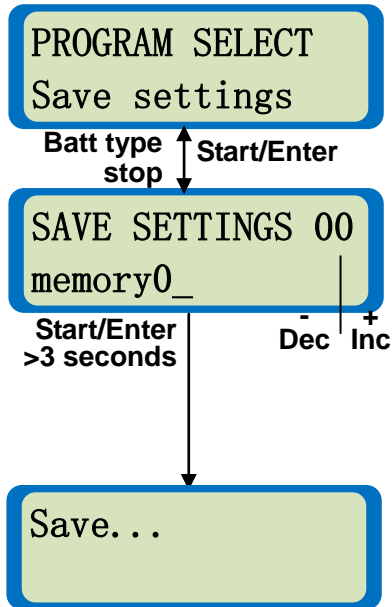 PROGRAM SELECT
Save settings
Batt type
stop
Start/Enter
SAVE SETTINGS 00
memory0_
Start/Enter
>3 seconds
- +
Dec Inc
Save...